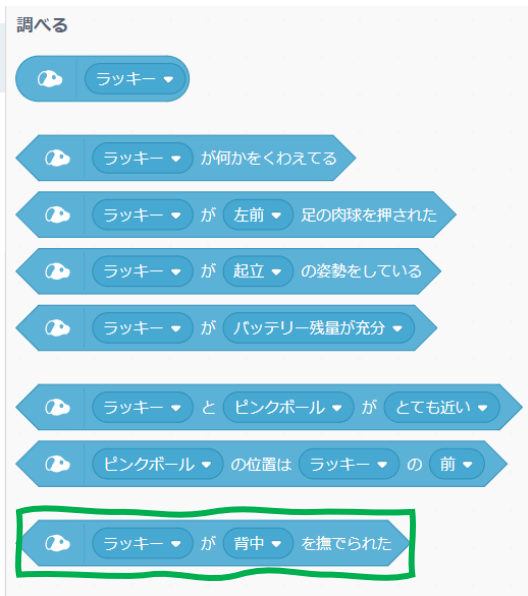 調べる
ラッキー
ラッキー が何かをくわえてる
ラッキー が 左前 足の肉球を押された
ラッキー が 起立 の姿勢をしている
ラッキー が バッテリー残量が充分
ラッキー と ピンクボール が とても近い
ピンクボール の位置は ラッキー の 前
ラッキー が 背中 を撫でられた